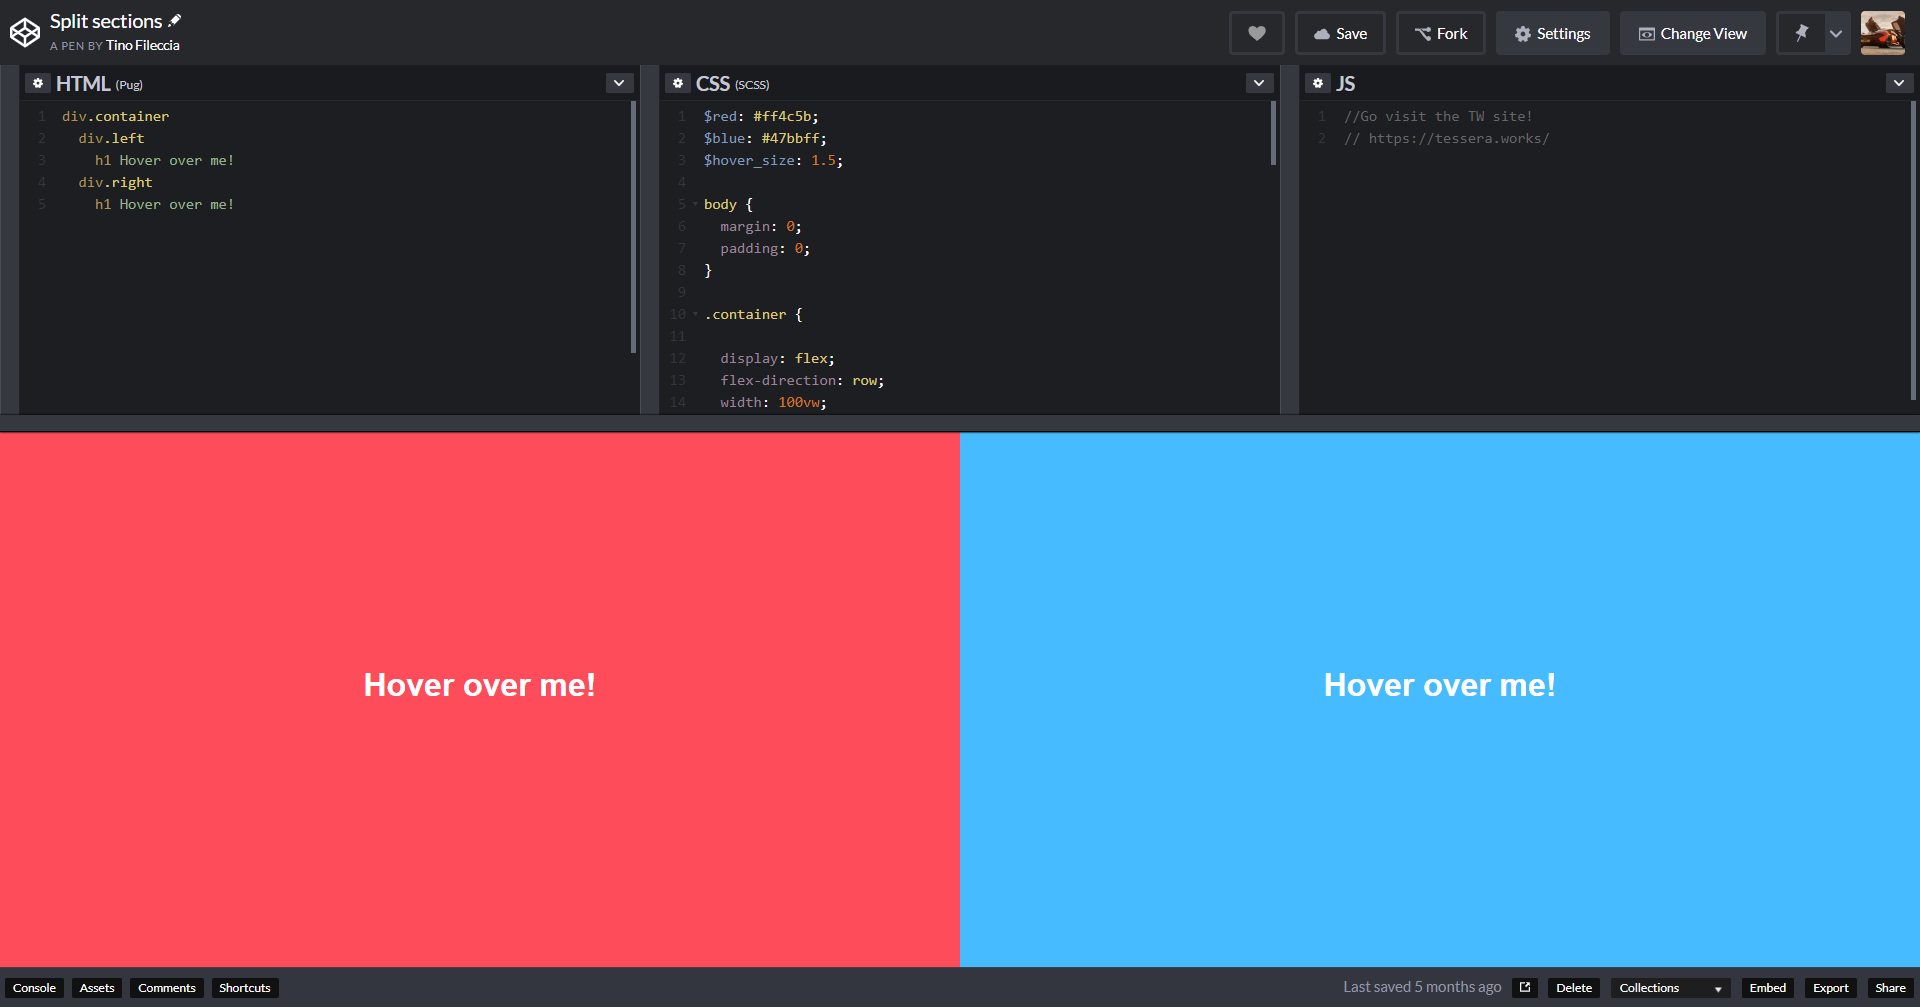 Split sections
A PEN BY Tino Fileccia
Save
Fork
Settings
Change View
HTML (Pug)
1 div.container
2 div.left
3 h1 Hover over me!
4 div.right
5 h1 Hover over me!
CSS (SCSS)
1 $red: #ff4c5b;
2 $blue: #47bbff;
3 $hover_size: 1.5;
4
5 body {
6 margin: 0;
7 padding: 0;
8 }
9
10 .container {
11
12 display: flex;
13 flex-direction: row;
14 width: 100vw;
JS
1 //Go visit the TW site!
2 // https://tessera.works/
Hover over me!
Hover over me!
Console
Assets
Comments
Shortcuts
Last saved 5 months ago
Delete
Collections
Embed
Export
Share